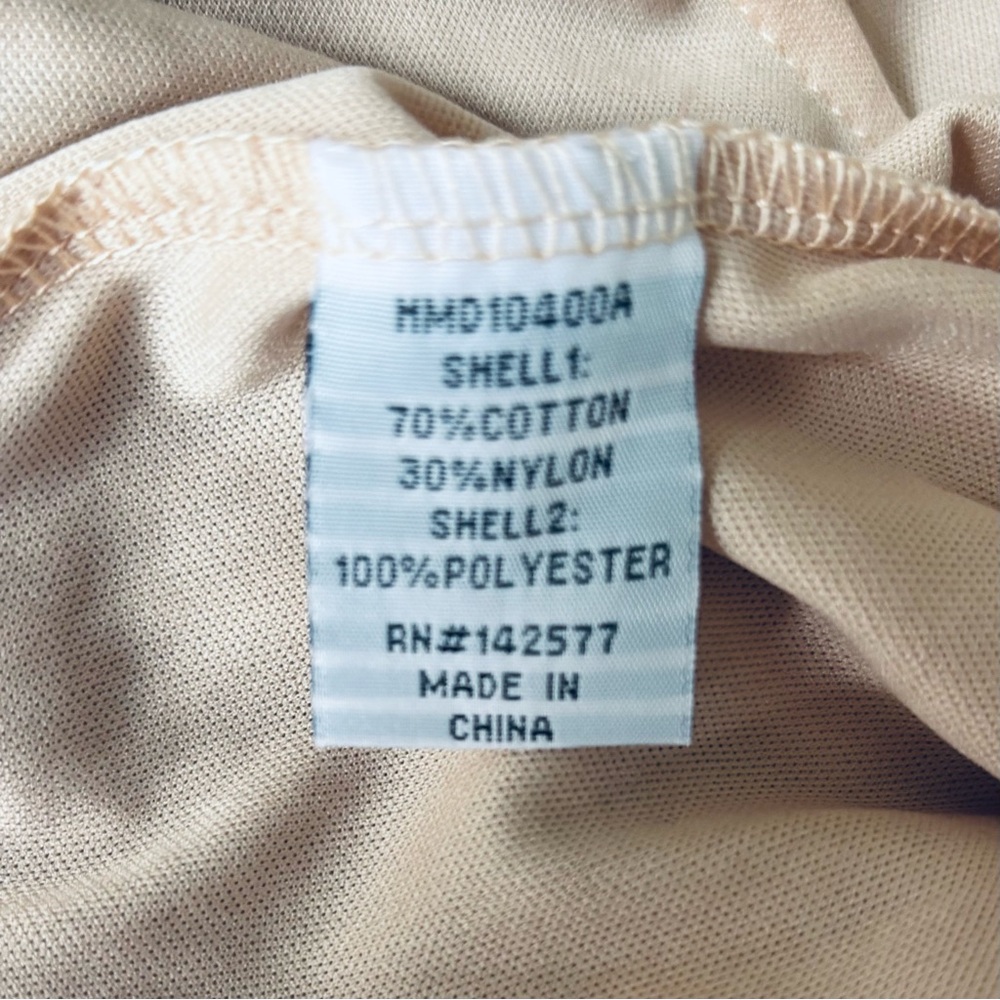 MMD10400A
SHELL1:
70%COTTON
30%NYLON
SHELL2:
100%POLYESTER
RN#142577
MADE IN
CHINA